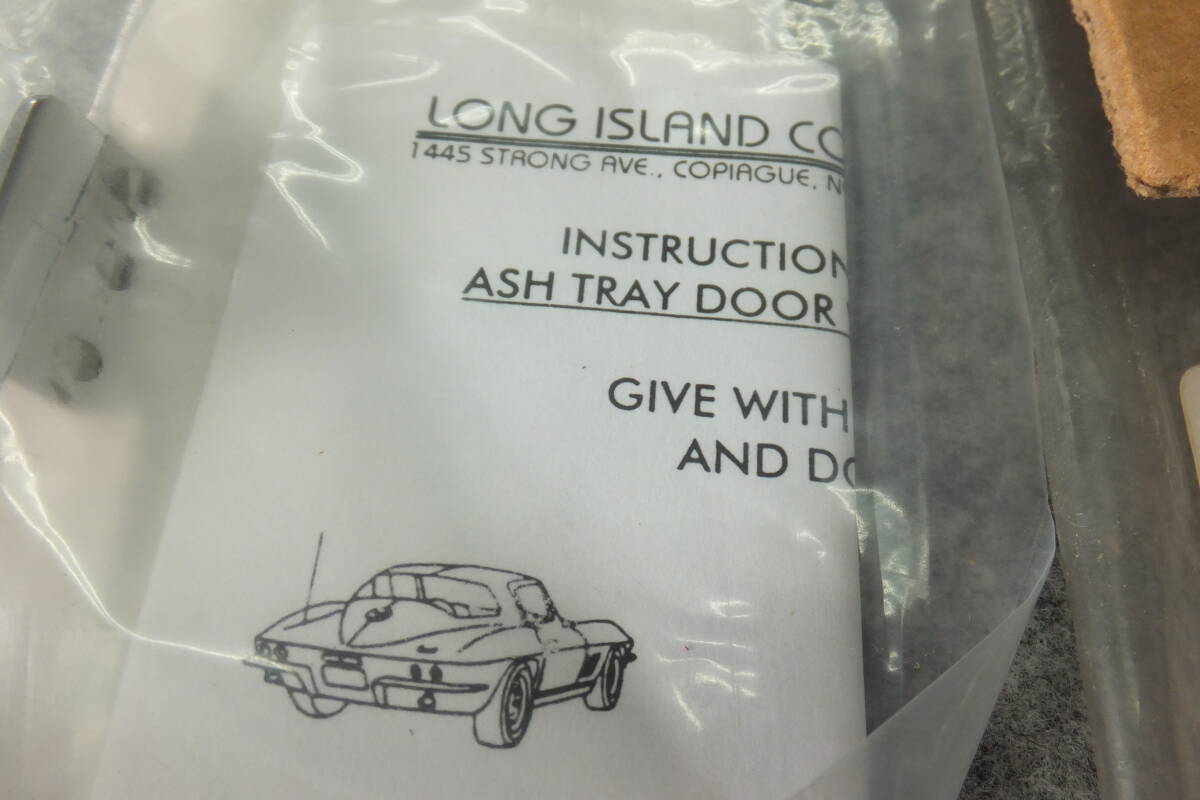 LONG ISLAND CO
1445 STRONG AVE., COPIAGUE, N
INSTRUCTION
ASH TRAY DOOR
GIVE WITH
AND DO